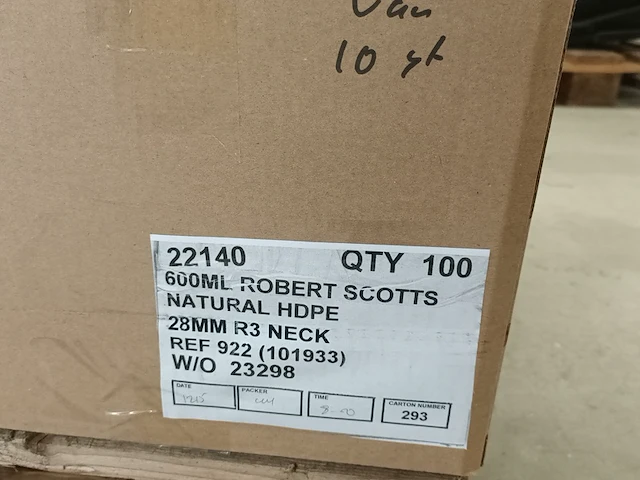 van
10 st
22140 QTY 100
600ML ROBERT SCOTTS
NATURAL HDPE
28MM R3 NECK
REF 922 (101933)
W/O 23298
DATE PACKER TIME CARTON NUMBER
293